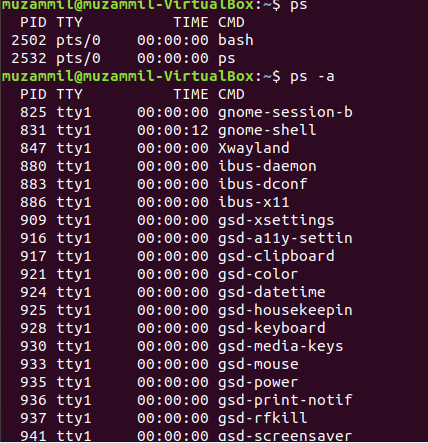 muzammil@muzammil-VirtualBox:~$ ps
PID TTY TIME CMD
2502 pts/0 00:00:00 bash
2532 pts/0 00:00:00 ps
muzammil@muzammil-VirtualBox:~$ ps -a
PID TTY TIME CMD
825 tty1 00:00:00 gnome-session-b
831 tty1 00:00:12 gnome-shell
847 tty1 00:00:00 Xwayland
880 tty1 00:00:00 ibus-daemon
883 tty1 00:00:00 ibus-dconf
886 tty1 00:00:00 ibus-x11
909 tty1 00:00:00 gsd-xsettings
916 tty1 00:00:00 gsd-a11y-settin
917 tty1 00:00:00 gsd-clipboard
921 tty1 00:00:00 gsd-color
924 tty1 00:00:00 gsd-datetime
925 tty1 00:00:00 gsd-housekeepin
928 tty1 00:00:00 gsd-keyboard
930 tty1 00:00:00 gsd-media-keys
933 tty1 00:00:00 gsd-mouse
935 tty1 00:00:00 gsd-power
936 tty1 00:00:00 gsd-print-notif
937 tty1 00:00:00 gsd-rfkill
941 tty1 00:00:00 gsd-screensaver